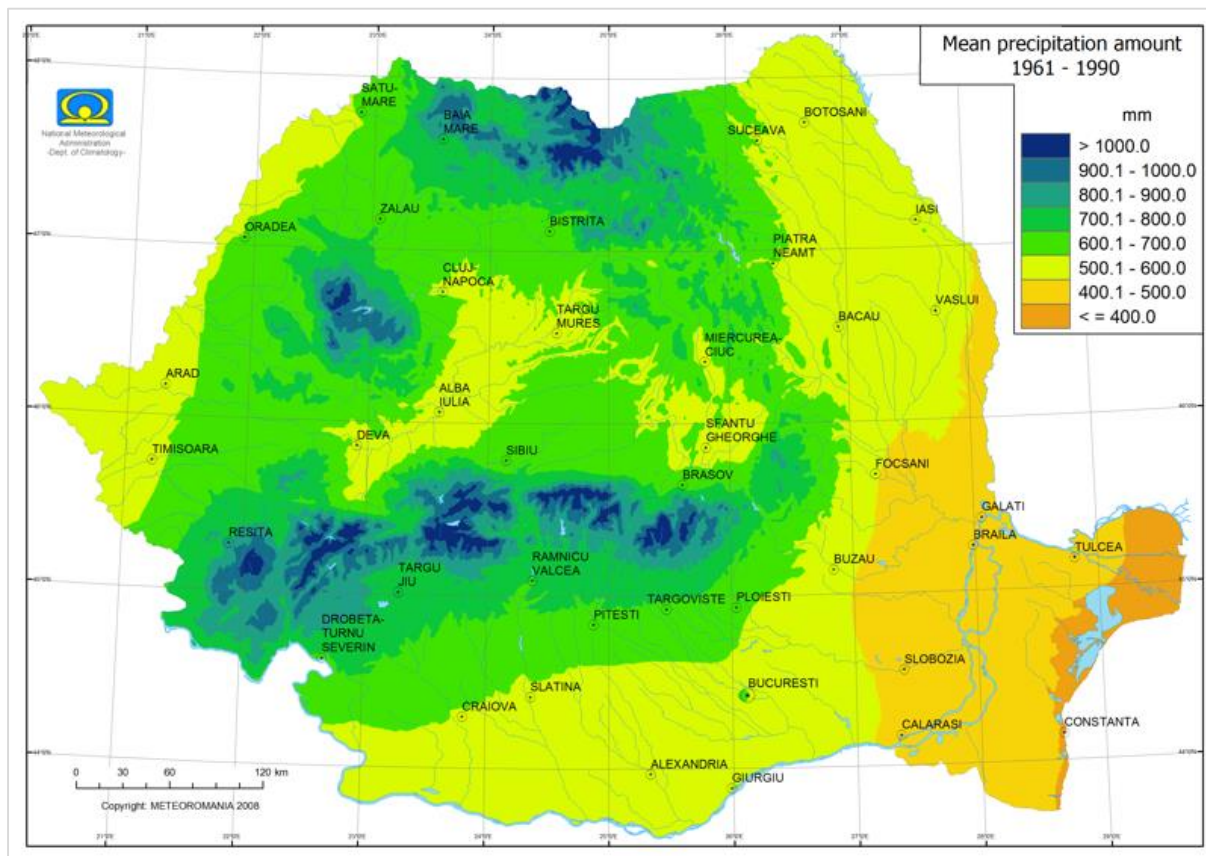 Mean precipitation amount
1961 - 1990
mm
> 1000.0
900.1 - 1000.0
800.1 - 900.0
700.1 - 800.0
600.1 - 700.0
500.1 - 600.0
400.1 - 500.0
< = 400.0
National Meteorological
Administration
-Dept. of Climatology-
SATU-
MARE
BAIA
MARE
SUCEAVA
BOTOSANI
ZALAU
ORADEA
BISTRITA
IASI
PIATRA
NEAMT
CLUJ-
NAPOCA
TARGU
MURES
BACAU
VASLUI
MIERCUREA-
CIUC
ARAD
ALBA
IULIA
DEVA
SFANTU
GHEORGHE
TIMISOARA
SIBIU
BRASOV
FOCSANI
GALATI
BRAILA
TULCEA
RESITA
TARGU
JIU
RAMNICU
VALCEA
BUZAU
TARGOVISTE
PLOIESTI
PITESTI
DROBETA-
TURNU
SEVERIN
SLOBOZIA
BUCURESTI
SLATINA
CRAIOVA
CALARASI
CONSTANTA
ALEXANDRIA
GIURGIU
0 30 60 120 km
Copyright: METEOROMANIA 2008